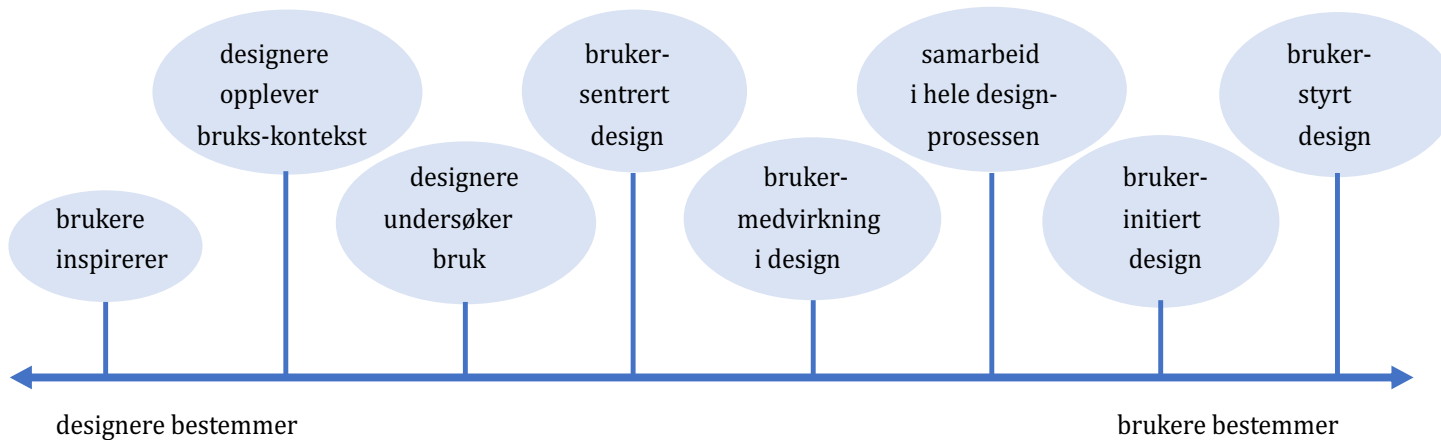 brukere
inspirerer
designere
opplever
bruks-kontekst
designere
undersøker
bruk
bruker-
sentrert
design
bruker-
medvirkning
i design
samarbeid
i hele design-
prosessen
bruker-
initiert
design
bruker-
styrt
design
designere bestemmer
brukere bestemmer